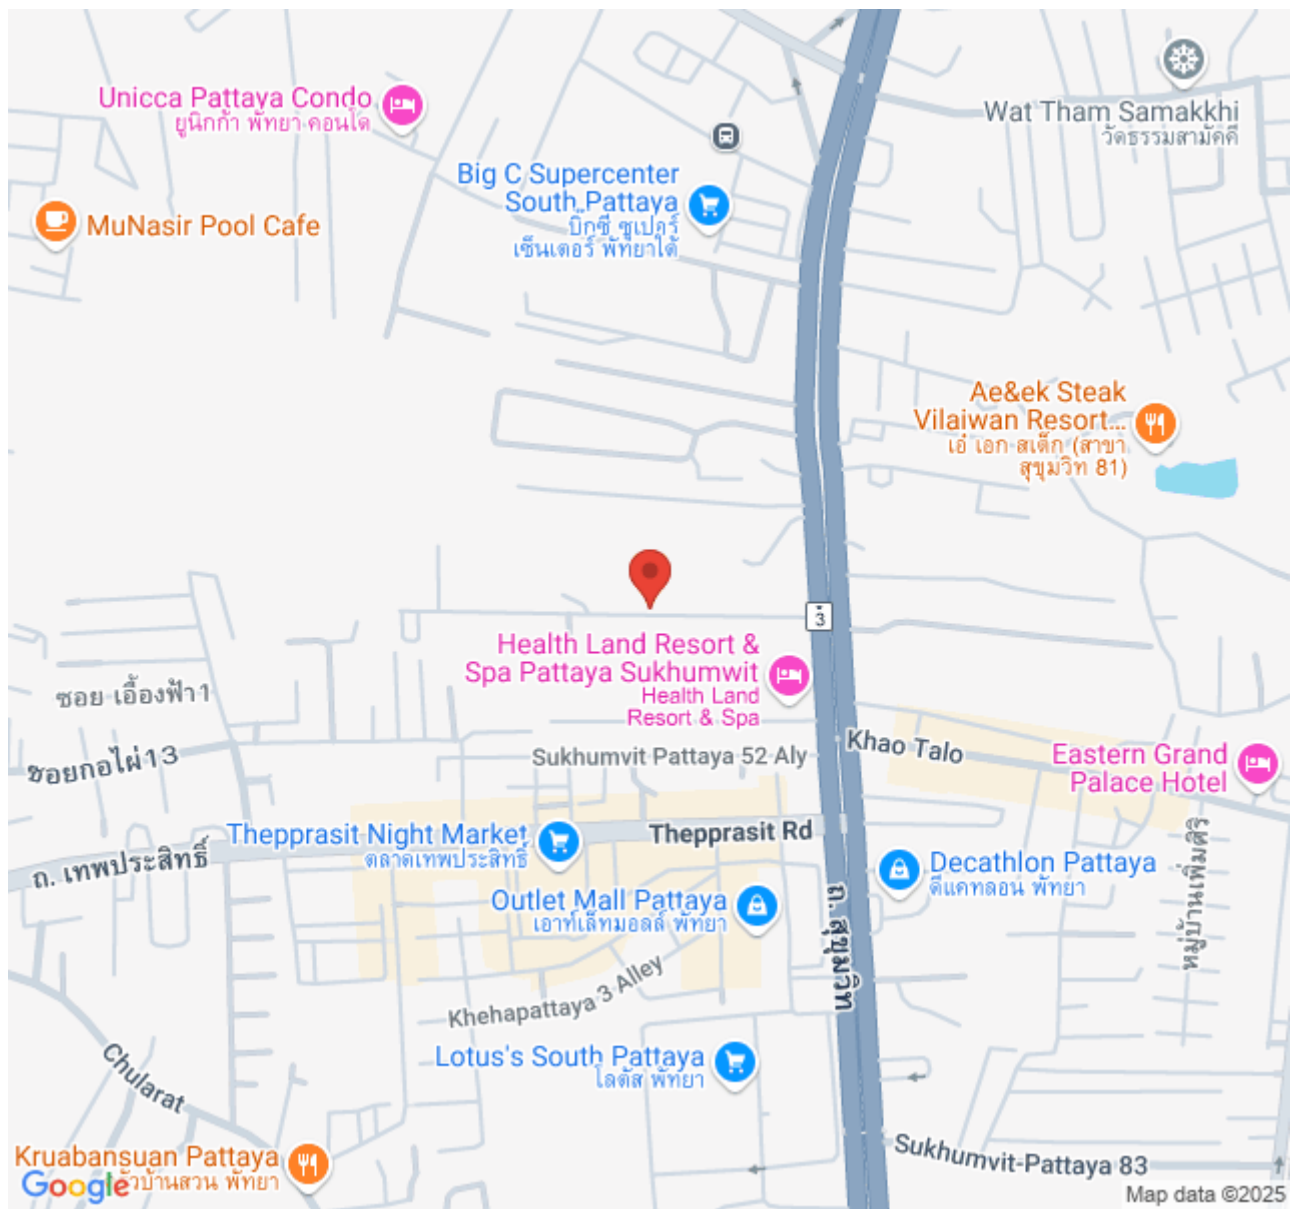 Unicca Pattaya Condo
ยูนิกก้า พัทยา คอนโด
Wat Tham Samakkhi
วัดธรรมสามัคคี
Big C Supercenter
South Pattaya
บิ๊กซี ซูเปอร์
เซ็นเตอร์ พัทยาใต้
MuNasir Pool Cafe
Ae&ek Steak
Vilaiwan Resort...
เอ๋ เอก สเต็ก (สาขา
สุขุมวิท 81)
3
Health Land Resort &
Spa Pattaya Sukhumwit
Health Land
Resort & Spa
ซอย เอื้องฟ้า 1
Sukhumvit Pattaya 52 Aly
Khao Talo
ซอยกอไผ่ 13
Eastern Grand
Palace Hotel
Thepprasit Night Market
ตลาดเทพประสิทธิ์
Thepprasit Rd
ถ. เทพประสิทธิ์
Decathlon Pattaya
ดีแคทลอน พัทยา
Outlet Mall Pattaya
เอาท์เล็ทมอลล์ พัทยา
ถ. สุขุมวิท
หมู่บ้านเพิ่มศิริ
Khehapattaya 3 Alley
Lotus's South Pattaya
โลตัส พัทยา
Chularat
Kruabansuan Pattaya
ครัวบ้านสวน พัทยา
Sukhumvit-Pattaya 83
Google
Map data ©2025